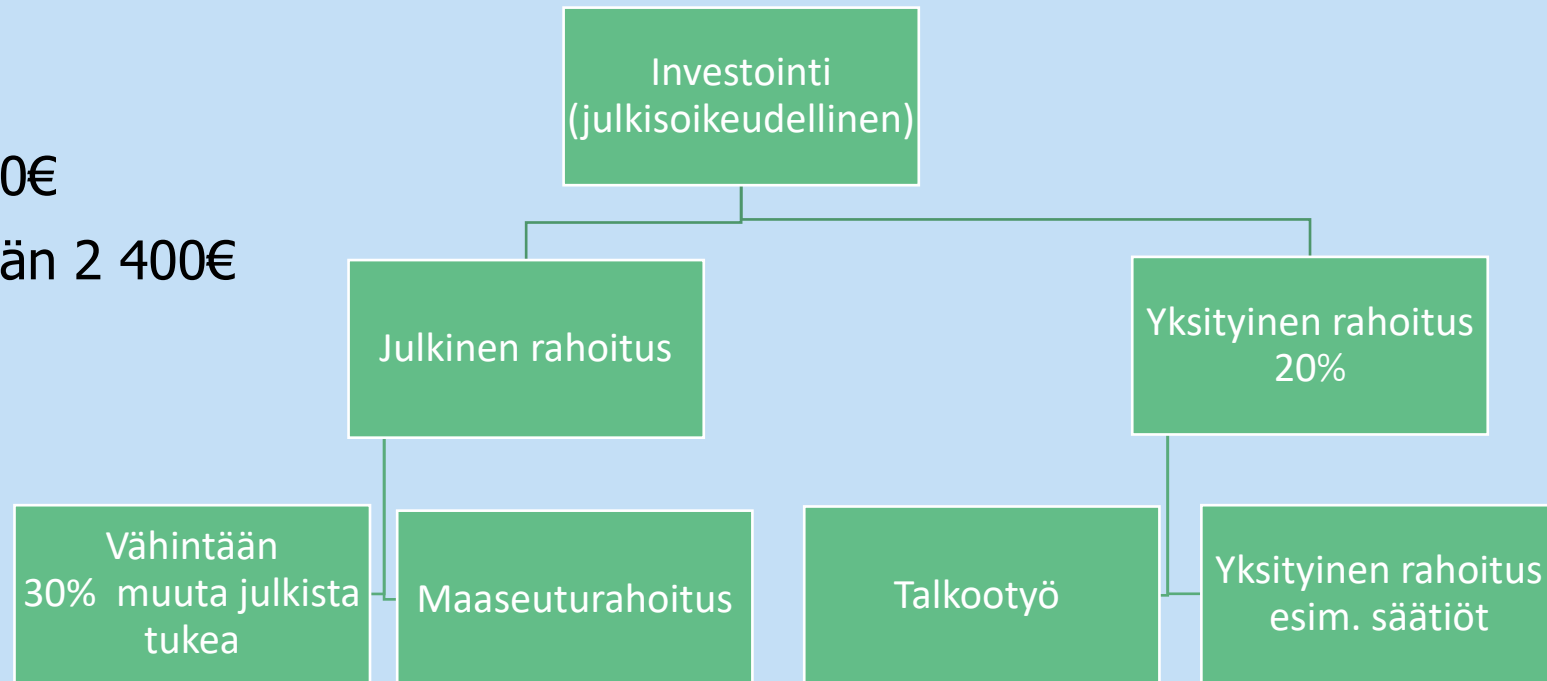 Investointi
(julkisoikeudellinen)
0€
än 2 400€
Julkinen rahoitus
Yksityinen rahoitus
20%
Vähintään
30% muuta julkista
tukea
Maaseuturahoitus
Talkootyö
Yksityinen rahoitus
esim. säätiöt